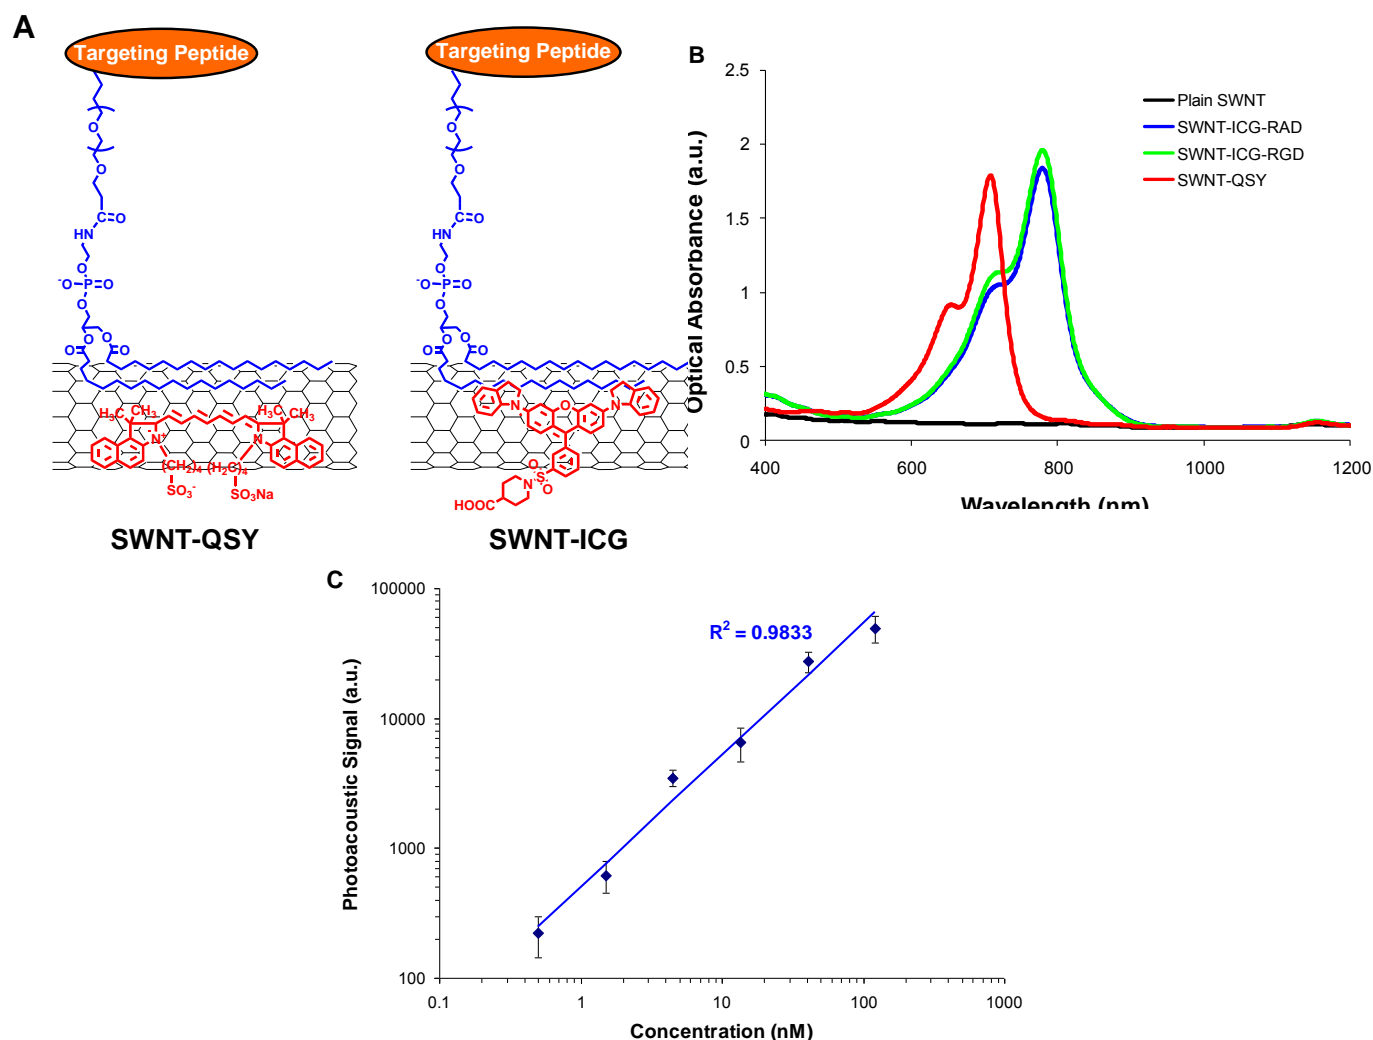 A
Targeting Peptide
Targeting Peptide
O
O
C=O
HN
O
⁻O-P=O
O
O
O
O
O
H₃C
CH₃
H₃C
CH₃
N⁺
N
(CH₂)₄
(H₂C)₄
SO₃⁻
SO₃Na
SWNT-QSY
O
O
C=O
HN
O
⁻O-P=O
O
O
O
O
O
N
O
N
O
S
O
N
HOOC
SWNT-ICG
B
2.5
2
1.5
1
0.5
0
Optical Absorbance (a.u.)
Plain SWNT
SWNT-ICG-RAD
SWNT-ICG-RGD
SWNT-QSY
400
600
800
1000
1200
Wavelength (nm)
C
100000
10000
1000
100
Photoacoustic Signal (a.u.)
R² = 0.9833
0.1
1
10
100
1000
Concentration (nM)